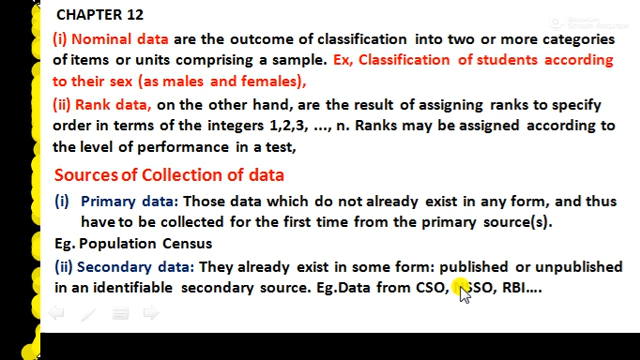 CHAPTER 12
(i) Nominal data are the outcome of classification into two or more categories
of items or units comprising a sample. Ex, Classification of students according
to their sex (as males and females),
(ii) Rank data, on the other hand, are the result of assigning ranks to specify
order in terms of the integers 1,2,3, ..., n. Ranks may be assigned according to
the level of performance in a test,
Sources of Collection of data
(i) Primary data: Those data which do not already exist in any form, and thus
have to be collected for the first time from the primary source(s).
Eg. Population Census
(ii) Secondary data: They already exist in some form: published or unpublished
in an identifiable secondary source. Eg.Data from CSO, RBI....